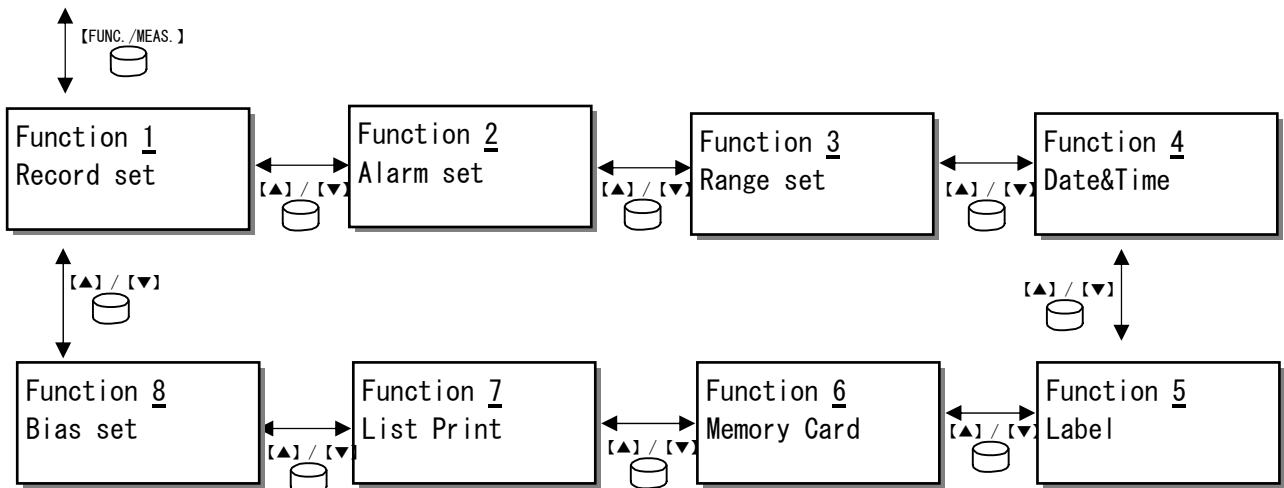 【FUNC./MEAS.】
Function 1
Record set
【▲】/【▼】
Function 2
Alarm set
【▲】/【▼】
Function 3
Range set
【▲】/【▼】
Function 4
Date&Time
【▲】/【▼】
【▲】/【▼】
Function 8
Bias set
【▲】/【▼】
Function 7
List Print
【▲】/【▼】
Function 6
Memory Card
【▲】/【▼】
Function 5
Label